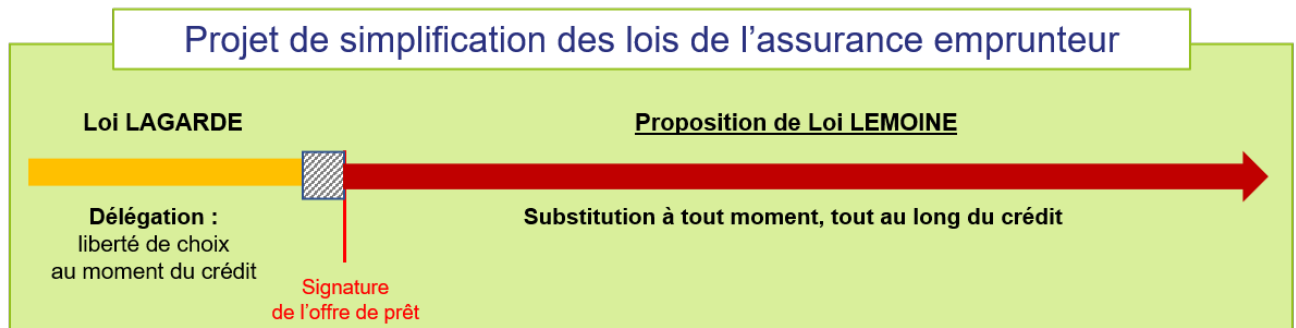 Projet de simplification des lois de l'assurance emprunteur
Loi LAGARDE
Proposition de Loi LEMOINE
Délégation :
liberté de choix
au moment du crédit
Substitution à tout moment, tout au long du crédit
Signature
de l'offre de prêt